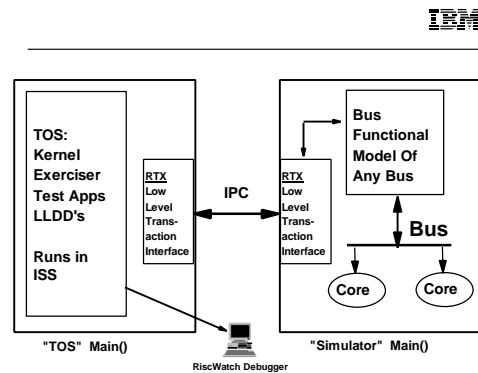 IBM
TOS:
Kernel
Exerciser
Test Apps
LLDD's
Runs in
ISS
RTX
Low
Level
Trans-
action
Interface
IPC
RTX
Low
Level
Trans-
action
Interface
Bus
Functional
Model Of
Any Bus
Bus
Core
Core
"TOS" Main()
"Simulator" Main()
RiscWatch Debugger